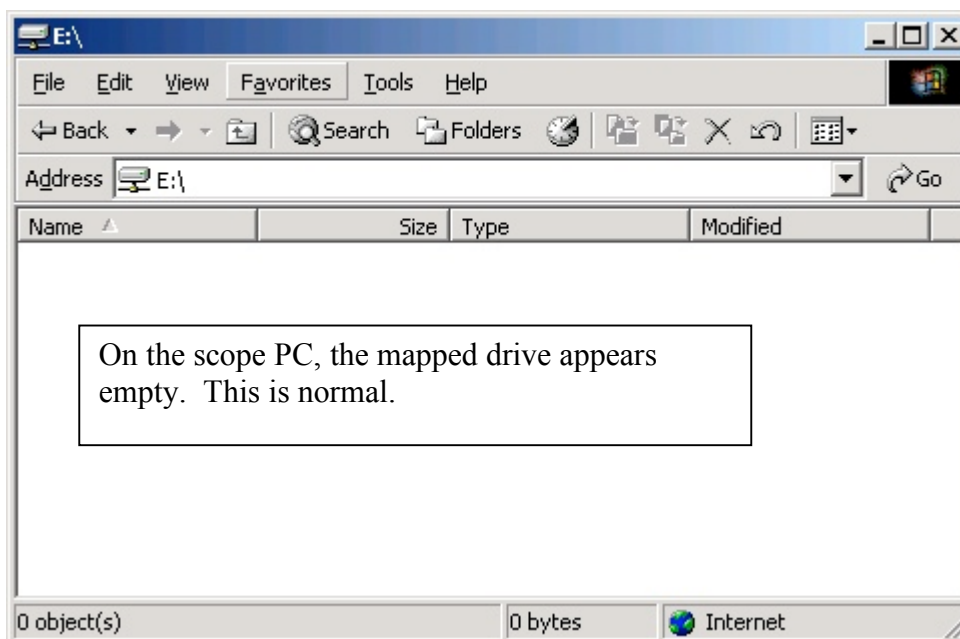 E:\
File Edit View Favorites Tools Help
Back Search Folders
Address E:\ Go
Name Size Type Modified
On the scope PC, the mapped drive appears
empty. This is normal.
0 object(s) 0 bytes Internet